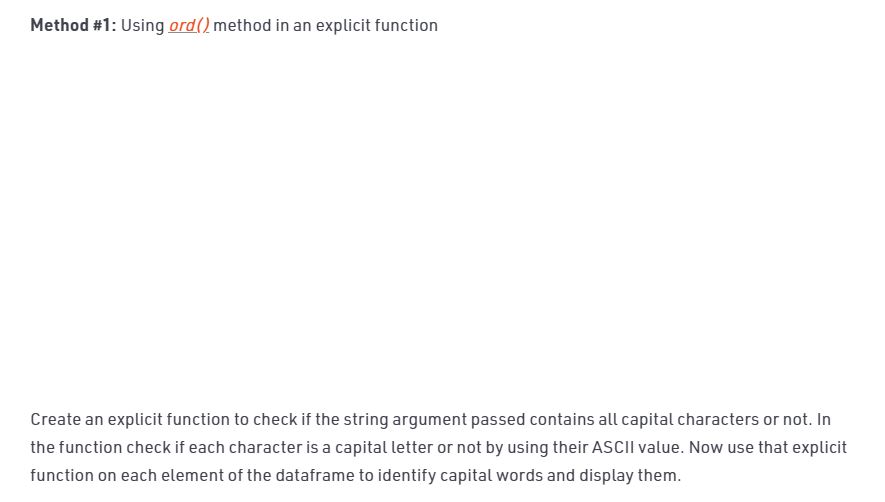 Method #1: Using ord() method in an explicit function
Create an explicit function to check if the string argument passed contains all capital characters or not. In
the function check if each character is a capital letter or not by using their ASCII value. Now use that explicit
function on each element of the dataframe to identify capital words and display them.